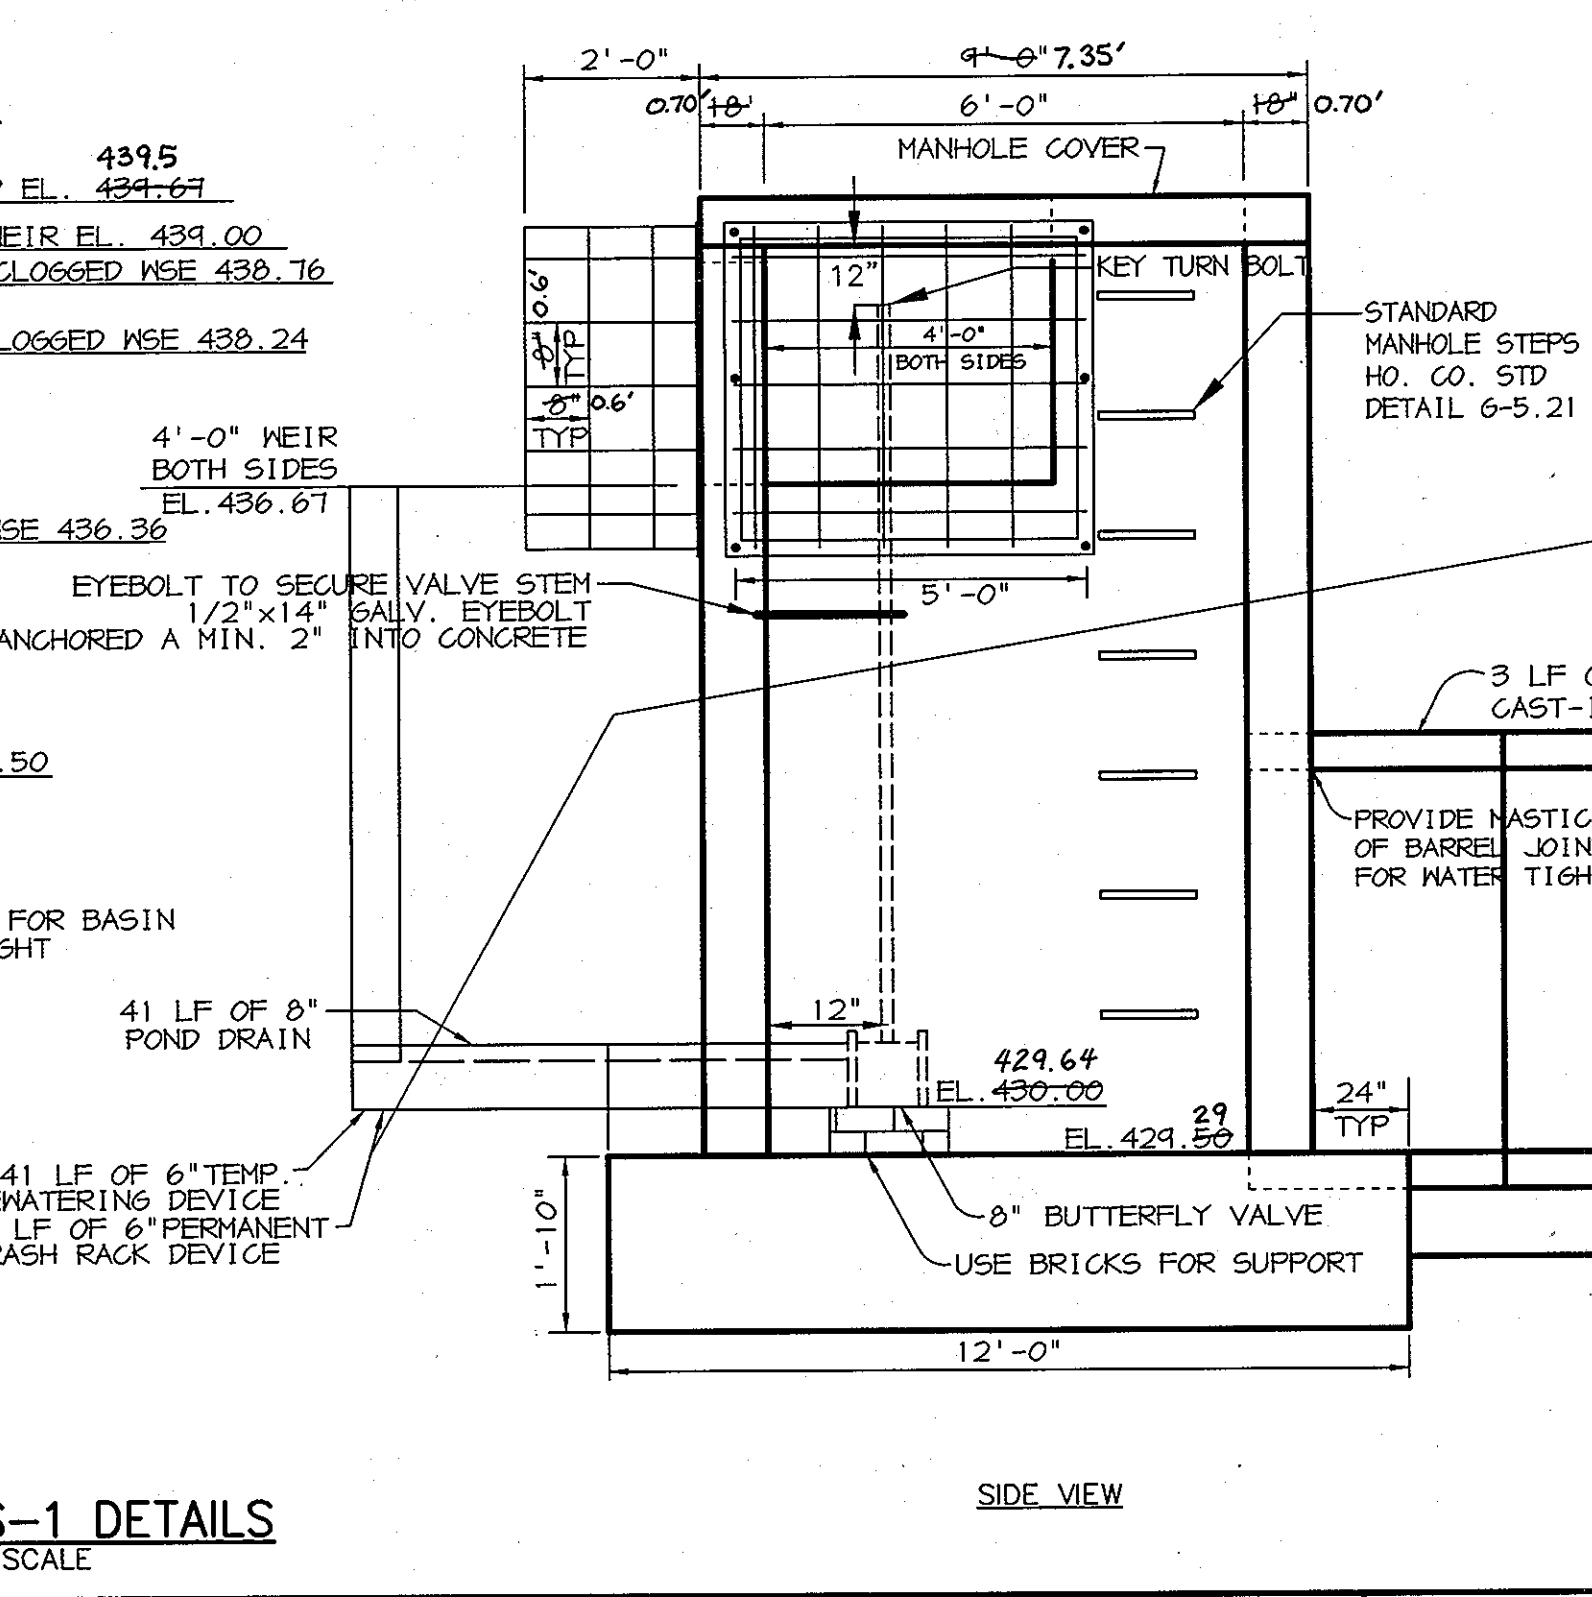 2'-0"
9'-0" 7.35'
0.70' 18" 6'-0" 18" 0.70'
MANHOLE COVER
439.5
EL. 439.67
WEIR EL. 439.00
CLOGGED WSE 438.76
CLOGGED WSE 438.24
0.6'
8"
TYP
8" 0.6'
TYP
12"
KEY TURN BOLT
4'-0"
BOTH SIDES
STANDARD
MANHOLE STEPS
HO. CO. STD
DETAIL G-5.21
4'-0" WEIR
BOTH SIDES
EL.436.67
WSE 436.36
EYEBOLT TO SECURE VALVE STEM
1/2"x14" GALV. EYEBOLT
ANCHORED A MIN. 2" INTO CONCRETE
5'-0"
3 LF
CAST-
.50
PROVIDE MASTIC
OF BARREL JOIN
FOR WATER TIGH
FOR BASIN
GHT
41 LF OF 8"
POND DRAIN
12"
429.64
EL.430.00
29
EL.429.50
24"
TYP
41 LF OF 6"TEMP.
EWATERING DEVICE
LF OF 6"PERMANENT
RASH RACK DEVICE
1'-10"
8" BUTTERFLY VALVE
USE BRICKS FOR SUPPORT
12'-0"
SIDE VIEW
S-1 DETAILS
SCALE